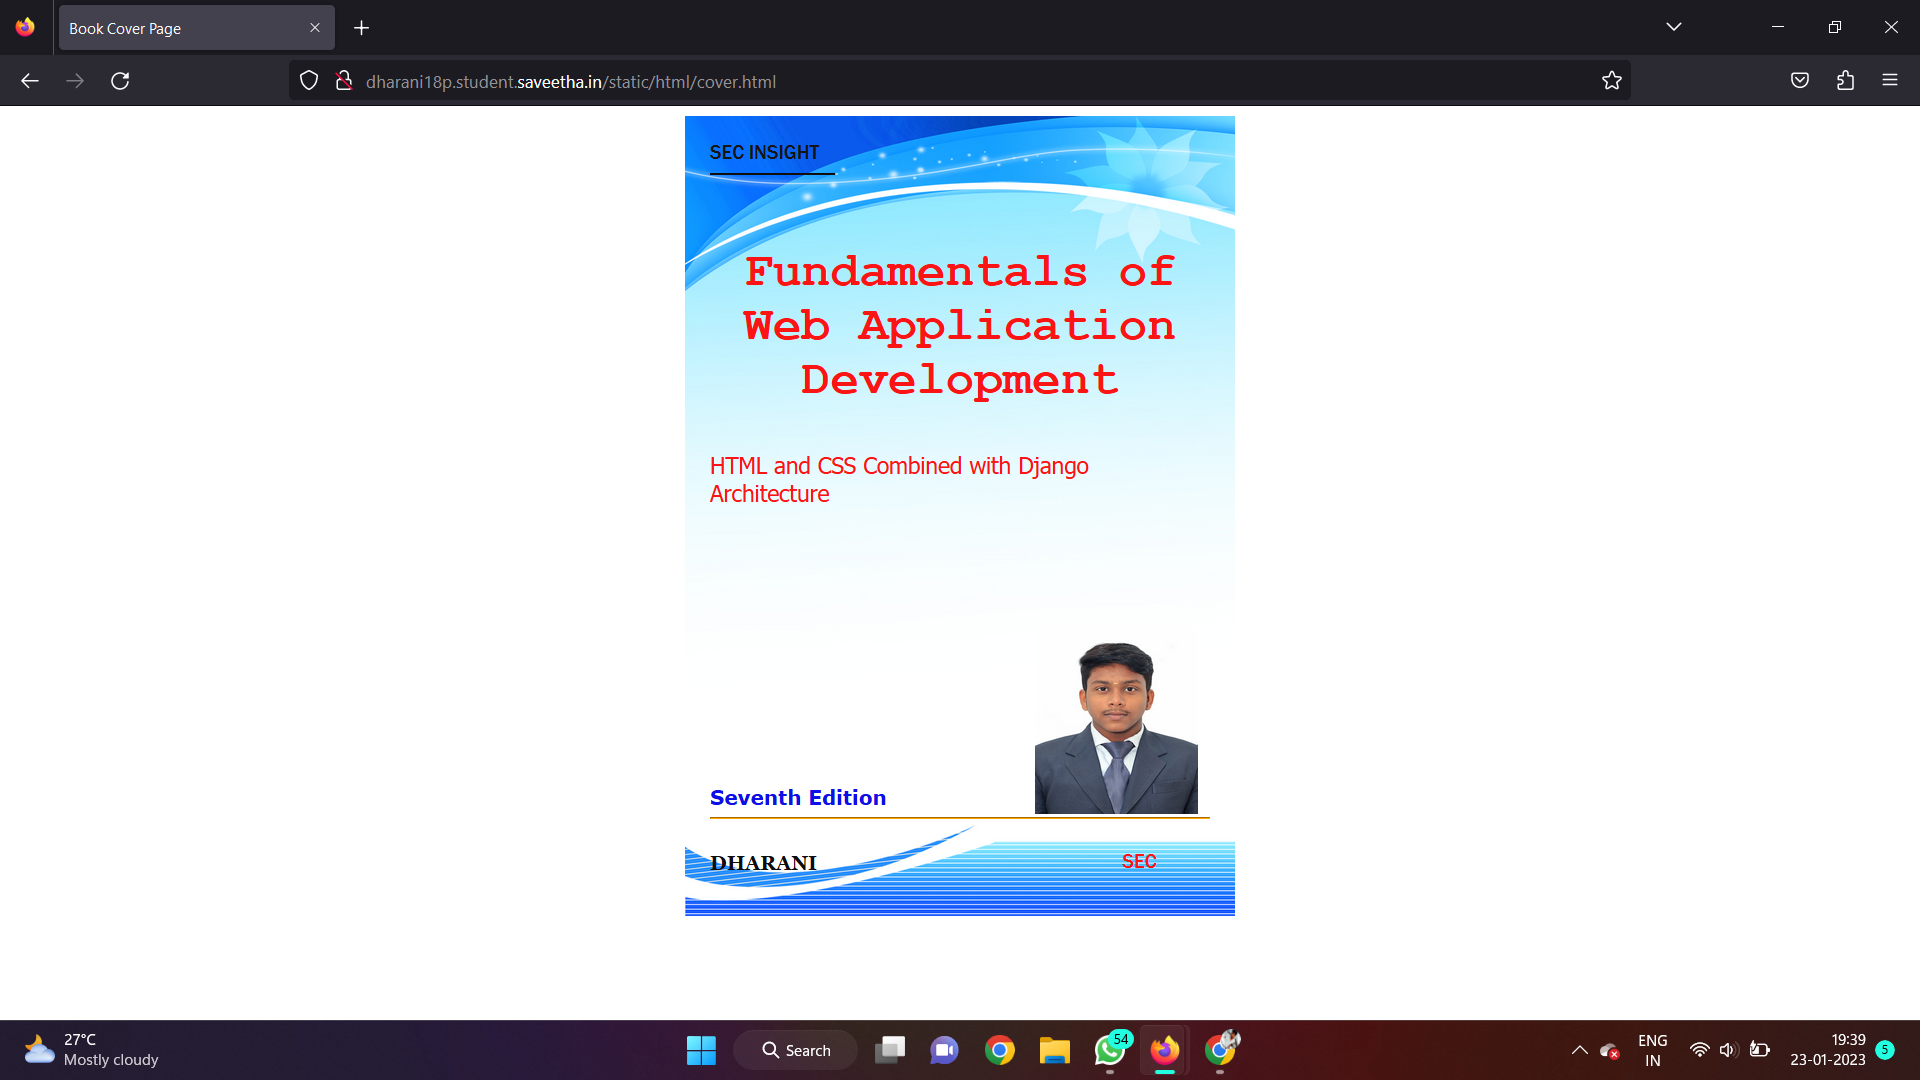 Book Cover Page
dharani18p.student.saveetha.in/static/html/cover.html
SEC INSIGHT
Fundamentals of
Web Application
Development
HTML and CSS Combined with Django
Architecture
Seventh Edition
DHARANI
SEC
27°C
Mostly cloudy
Search
54
ENG
IN
19:39
23-01-2023
5